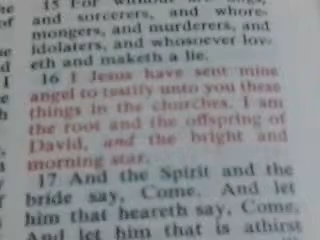 15 For without are dogs,
and sorcerers, and whore-
mongers, and murderers, and
idolaters, and whosoever lov-
eth and maketh a lie.
16 I Jesus have sent mine
angel to testify unto you these
things in the churches. I am
the root and the offspring of
David, and the bright and
morning star.
17 And the Spirit and the
bride say, Come. And let
him that heareth say, Come.
And let him that is athirst